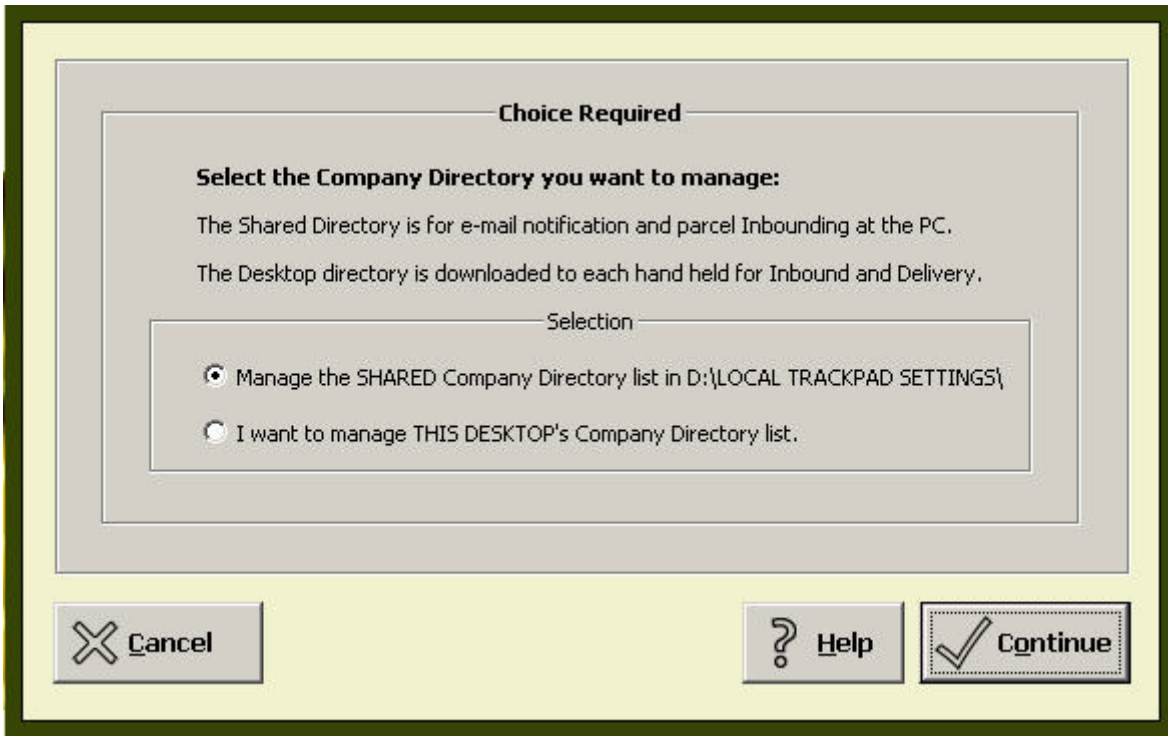 Choice Required
Select the Company Directory you want to manage:
The Shared Directory is for e-mail notification and parcel Inbounding at the PC.
The Desktop directory is downloaded to each hand held for Inbound and Delivery.
Selection
Manage the SHARED Company Directory list in D:\LOCAL TRACKPAD SETTINGS\
I want to manage THIS DESKTOP's Company Directory list.
Cancel
Help
Continue